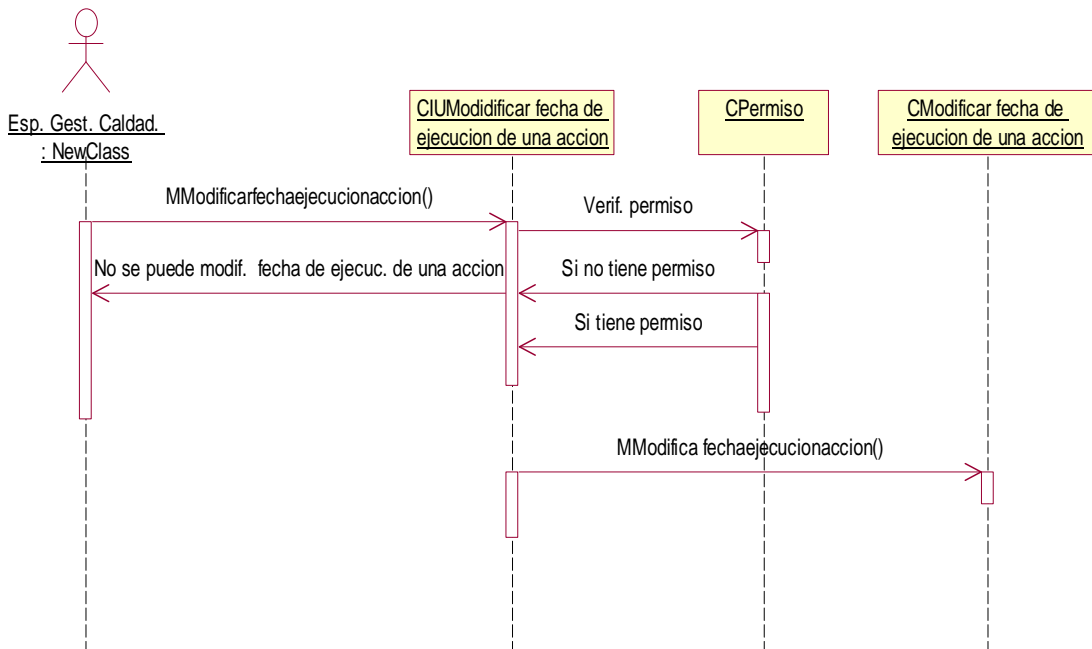 Esp. Gest. Caldad.
: NewClass
CIUModidificar fecha de
ejecucion de una accion
CPermiso
CModificar fecha de
ejecucion de una accion
MModificarfechaejecucionaccion()
Verif. permiso
No se puede modif. fecha de ejecuc. de una accion
Si no tiene permiso
Si tiene permiso
MModifica fechaejecucionaccion()